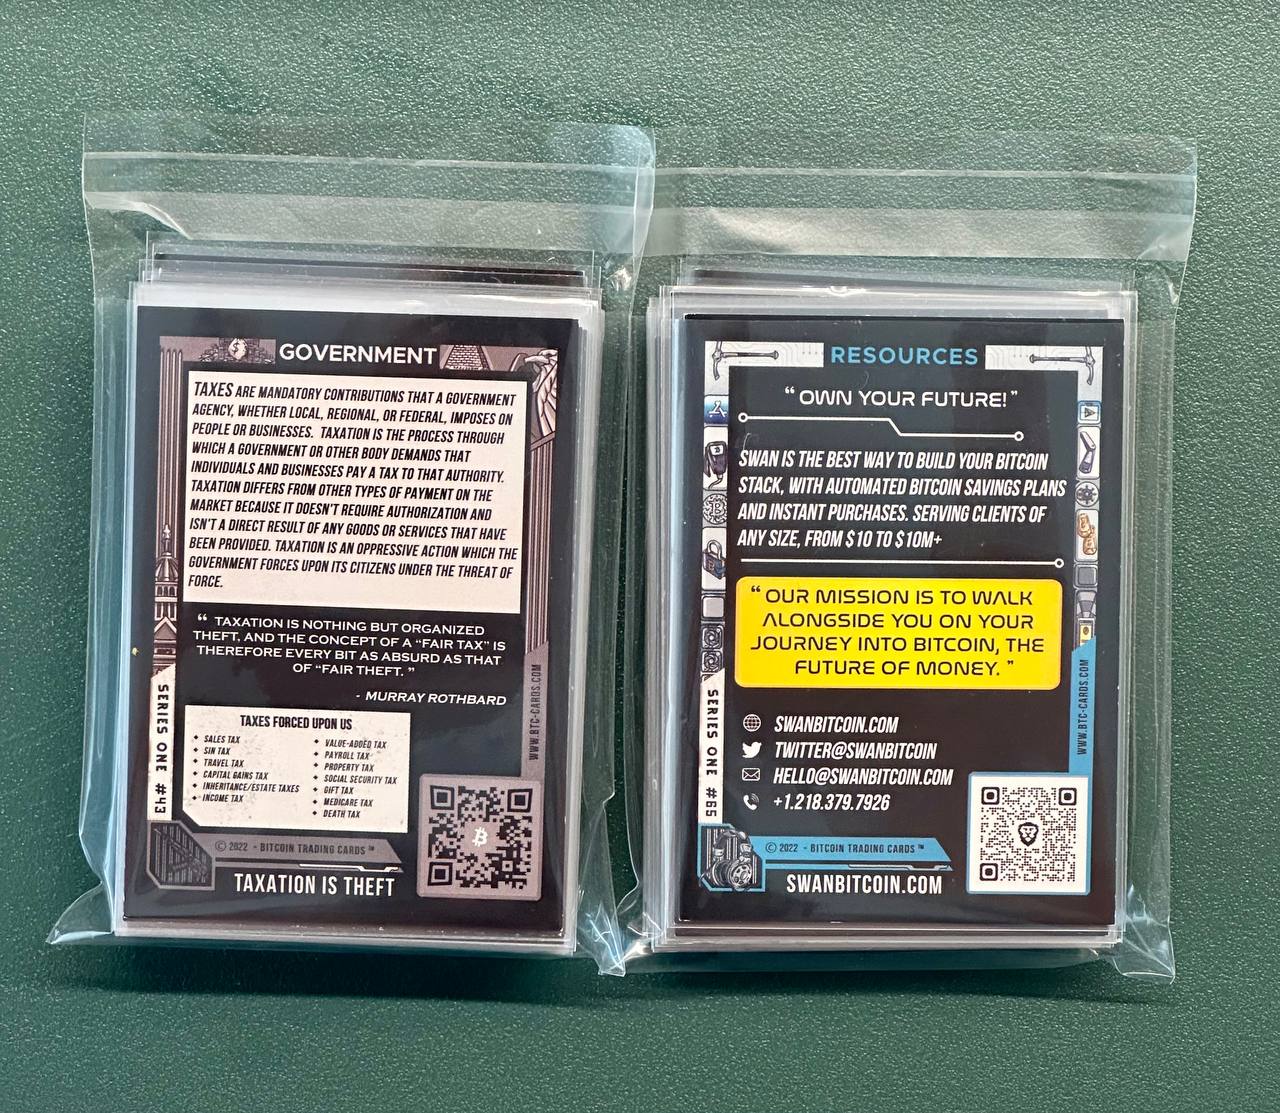 GOVERNMENT
TAXES ARE MANDATORY CONTRIBUTIONS THAT A GOVERNMENT
AGENCY, WHETHER LOCAL, REGIONAL, OR FEDERAL, IMPOSES ON
PEOPLE OR BUSINESSES. TAXATION IS THE PROCESS THROUGH
WHICH A GOVERNMENT OR OTHER BODY DEMANDS THAT
INDIVIDUALS AND BUSINESSES PAY A TAX TO THAT AUTHORITY.
TAXATION DIFFERS FROM OTHER TYPES OF PAYMENT ON THE
MARKET BECAUSE IT DOESN'T REQUIRE AUTHORIZATION AND
ISN'T A DIRECT RESULT OF ANY GOODS OR SERVICES THAT HAVE
BEEN PROVIDED. TAXATION IS AN OPPRESSIVE ACTION WHICH THE
GOVERNMENT FORCES UPON ITS CITIZENS UNDER THE THREAT OF
FORCE.
“ TAXATION IS NOTHING BUT ORGANIZED
THEFT, AND THE CONCEPT OF A “FAIR TAX” IS
THEREFORE EVERY BIT AS ABSURD AS THAT
OF “FAIR THEFT. ”
- MURRAY ROTHBARD
TAXES FORCED UPON US
SALES TAX
SIN TAX
TRAVEL TAX
CAPITAL GAINS TAX
INHERITANCE/ESTATE TAXES
INCOME TAX
VALUE-ADDED TAX
PAYROLL TAX
PROPERTY TAX
SOCIAL SECURITY TAX
GIFT TAX
MEDICARE TAX
DEATH TAX
SERIES ONE #43
WWW.BTC-CARDS.COM
© 2022 - BITCOIN TRADING CARDS™
TAXATION IS THEFT
RESOURCES
“ OWN YOUR FUTURE! ”
SWAN IS THE BEST WAY TO BUILD YOUR BITCOIN
STACK, WITH AUTOMATED BITCOIN SAVINGS PLANS
AND INSTANT PURCHASES. SERVING CLIENTS OF
ANY SIZE, FROM $10 TO $10M+
“ OUR MISSION IS TO WALK
ALONGSIDE YOU ON YOUR
JOURNEY INTO BITCOIN, THE
FUTURE OF MONEY. ”
SWANBITCOIN.COM
TWITTER@SWANBITCOIN
HELLO@SWANBITCOIN.COM
+1.218.379.7926
SERIES ONE #65
WWW.BTC-CARDS.COM
© 2022 - BITCOIN TRADING CARDS™
SWANBITCOIN.COM